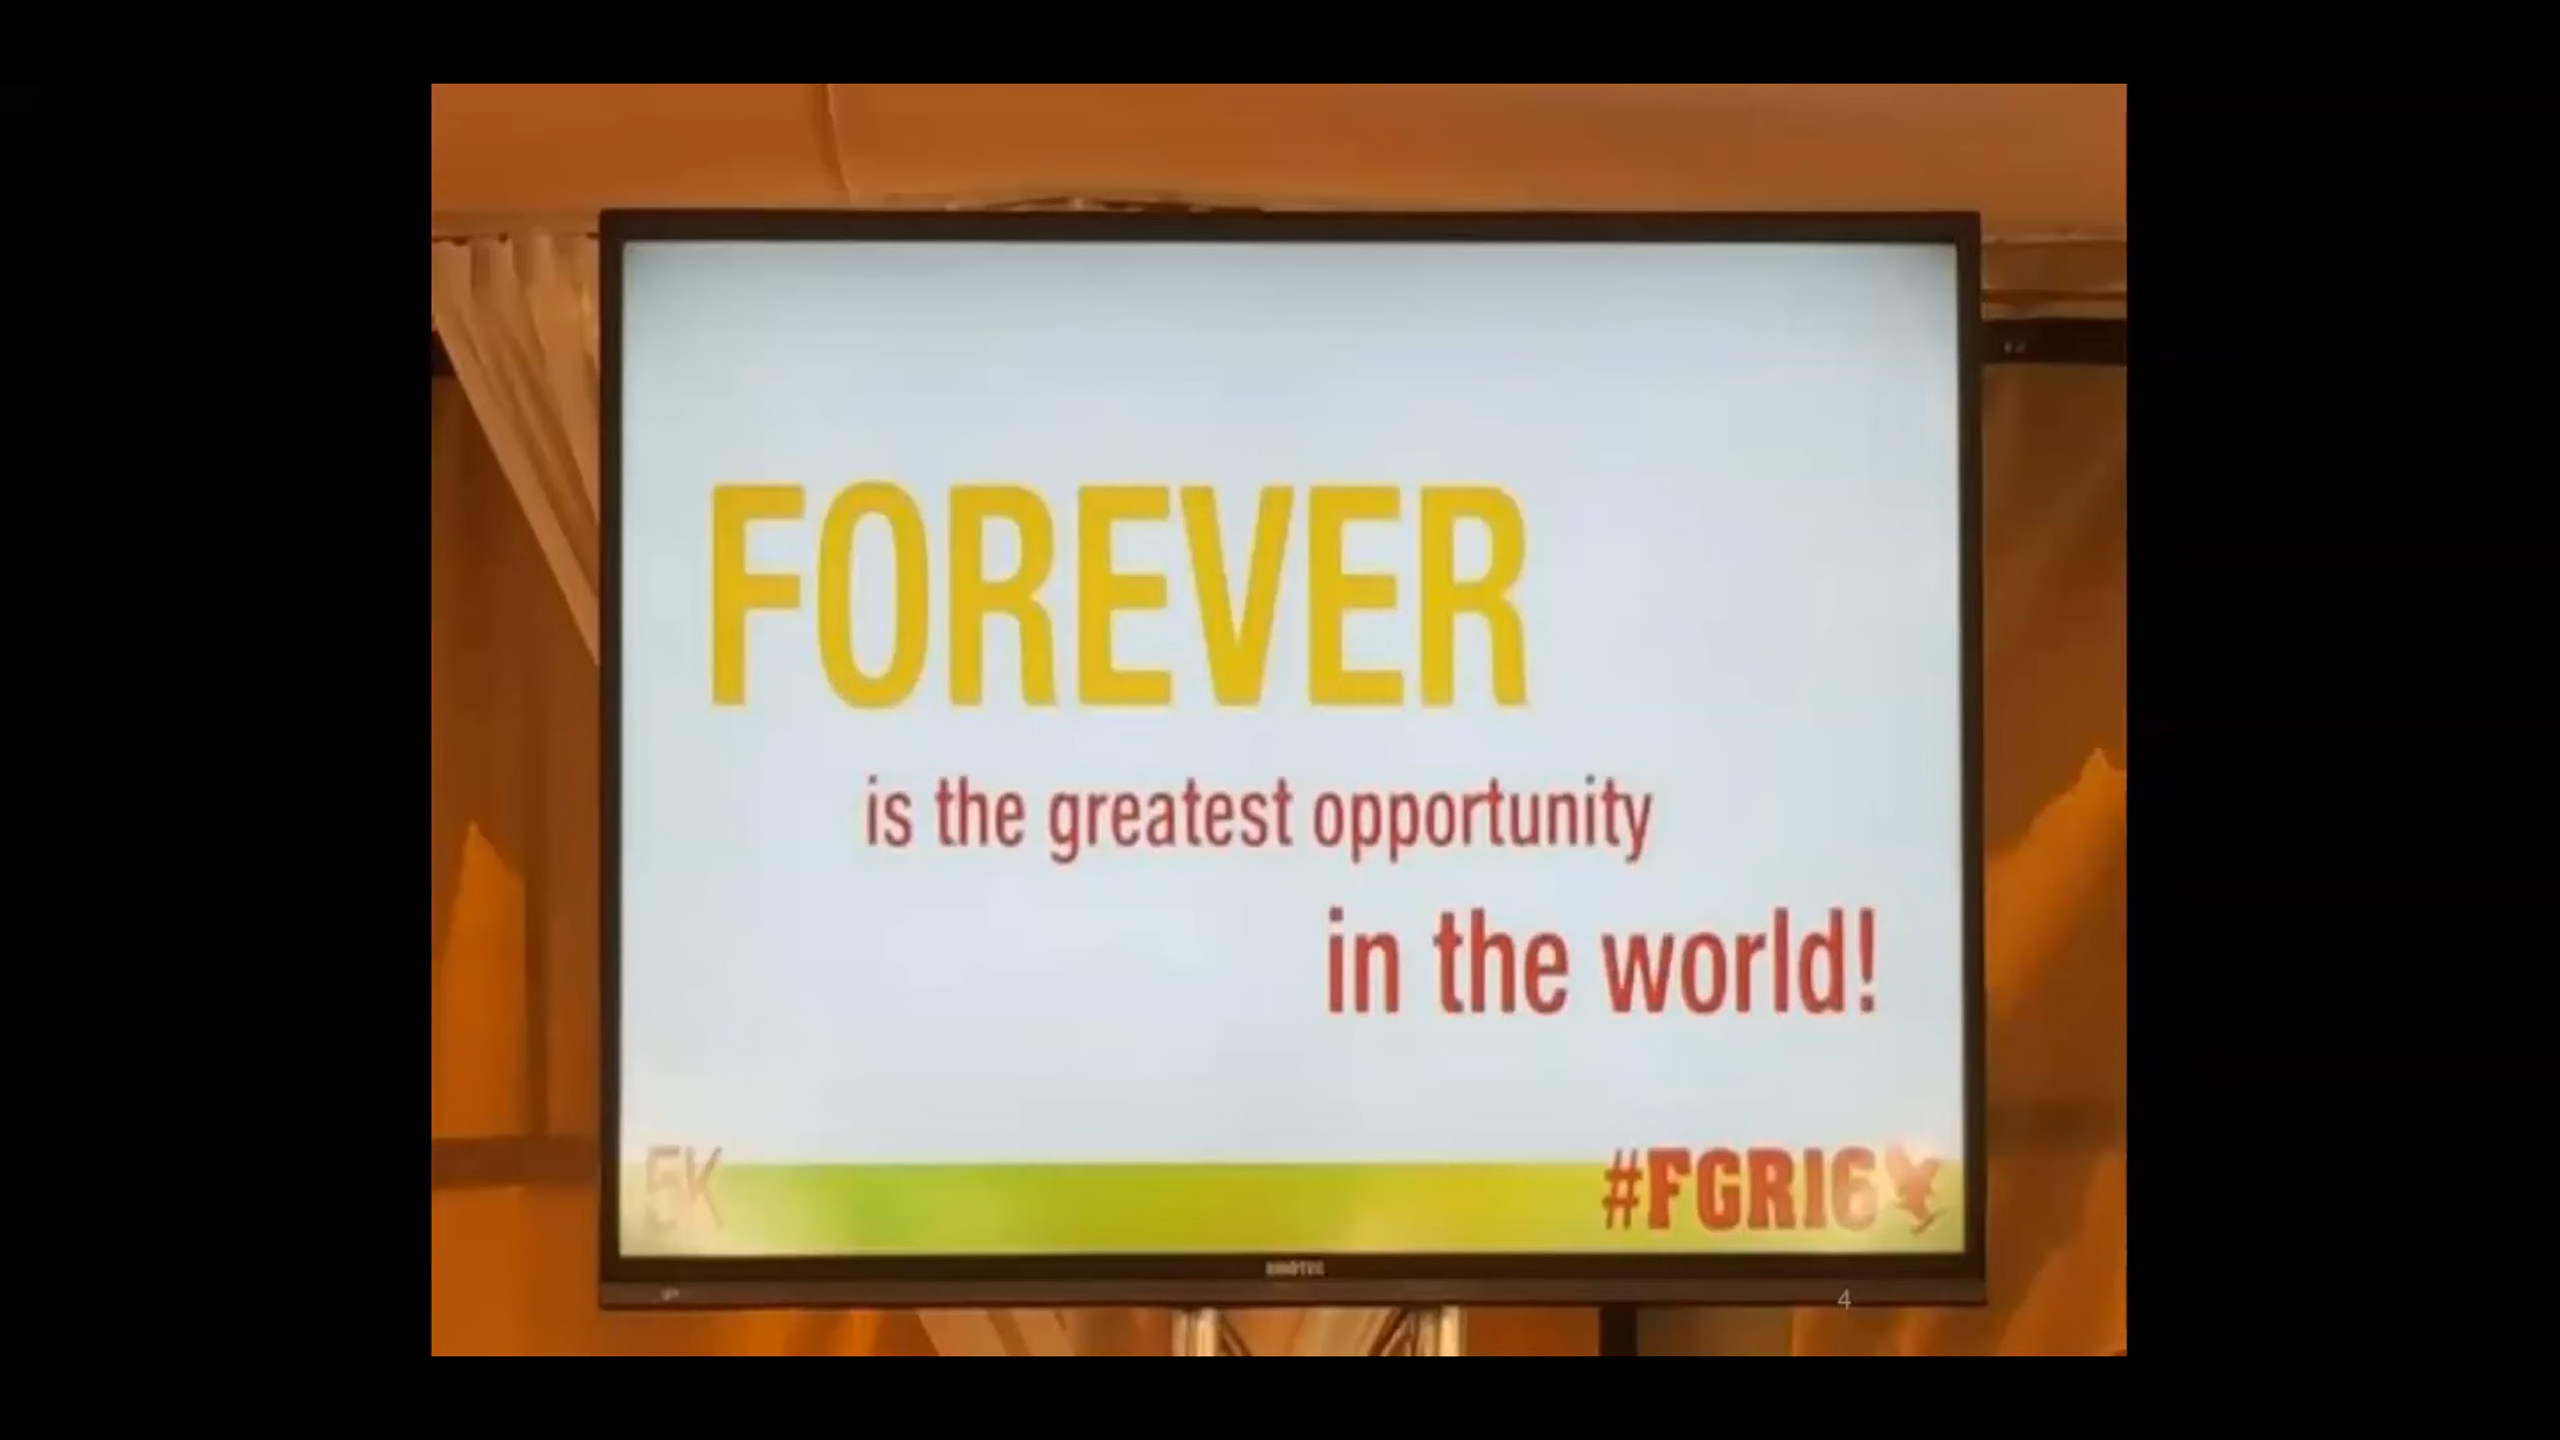 FOREVER
is the greatest opportunity
in the world!
5K
#FGR16
4